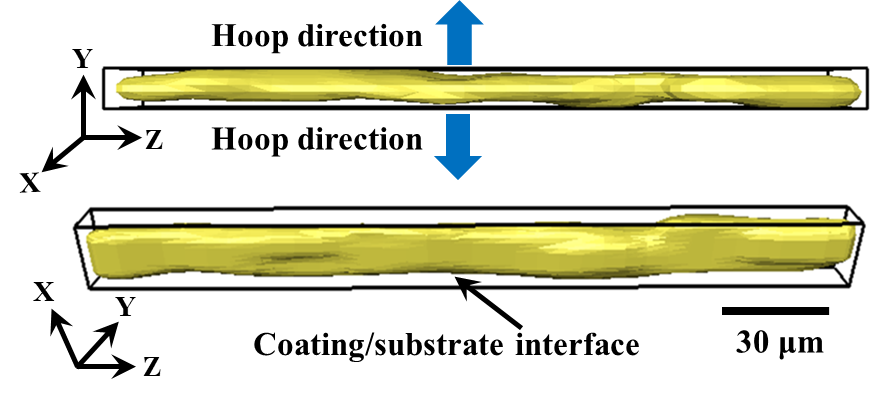 Hoop direction
Y
Z
Hoop direction
X
X
Y
Z
Coating/substrate interface
30 μm